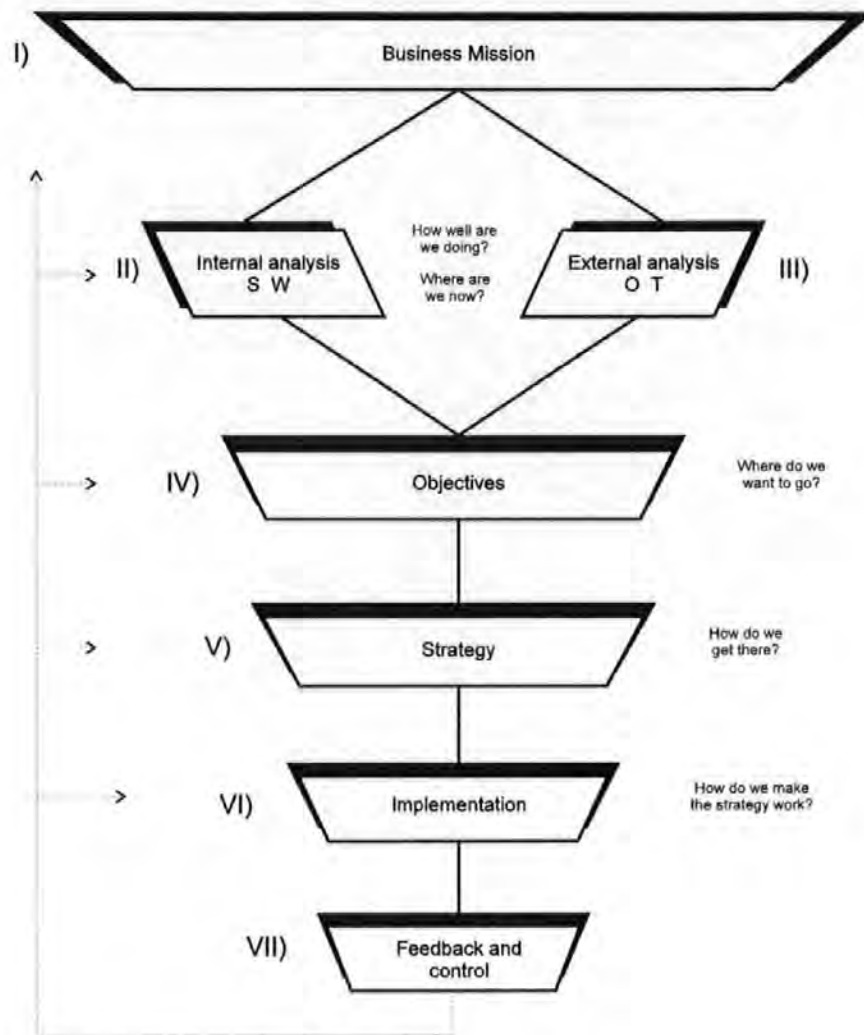 I)
Business Mission
II)
Internal analysis
S W
How well are
we doing?
Where are
we now?
External analysis
O T
III)
IV)
Objectives
Where do we
want to go?
V)
Strategy
How do we
get there?
VI)
Implementation
How do we make
the strategy work?
VII)
Feedback and
control